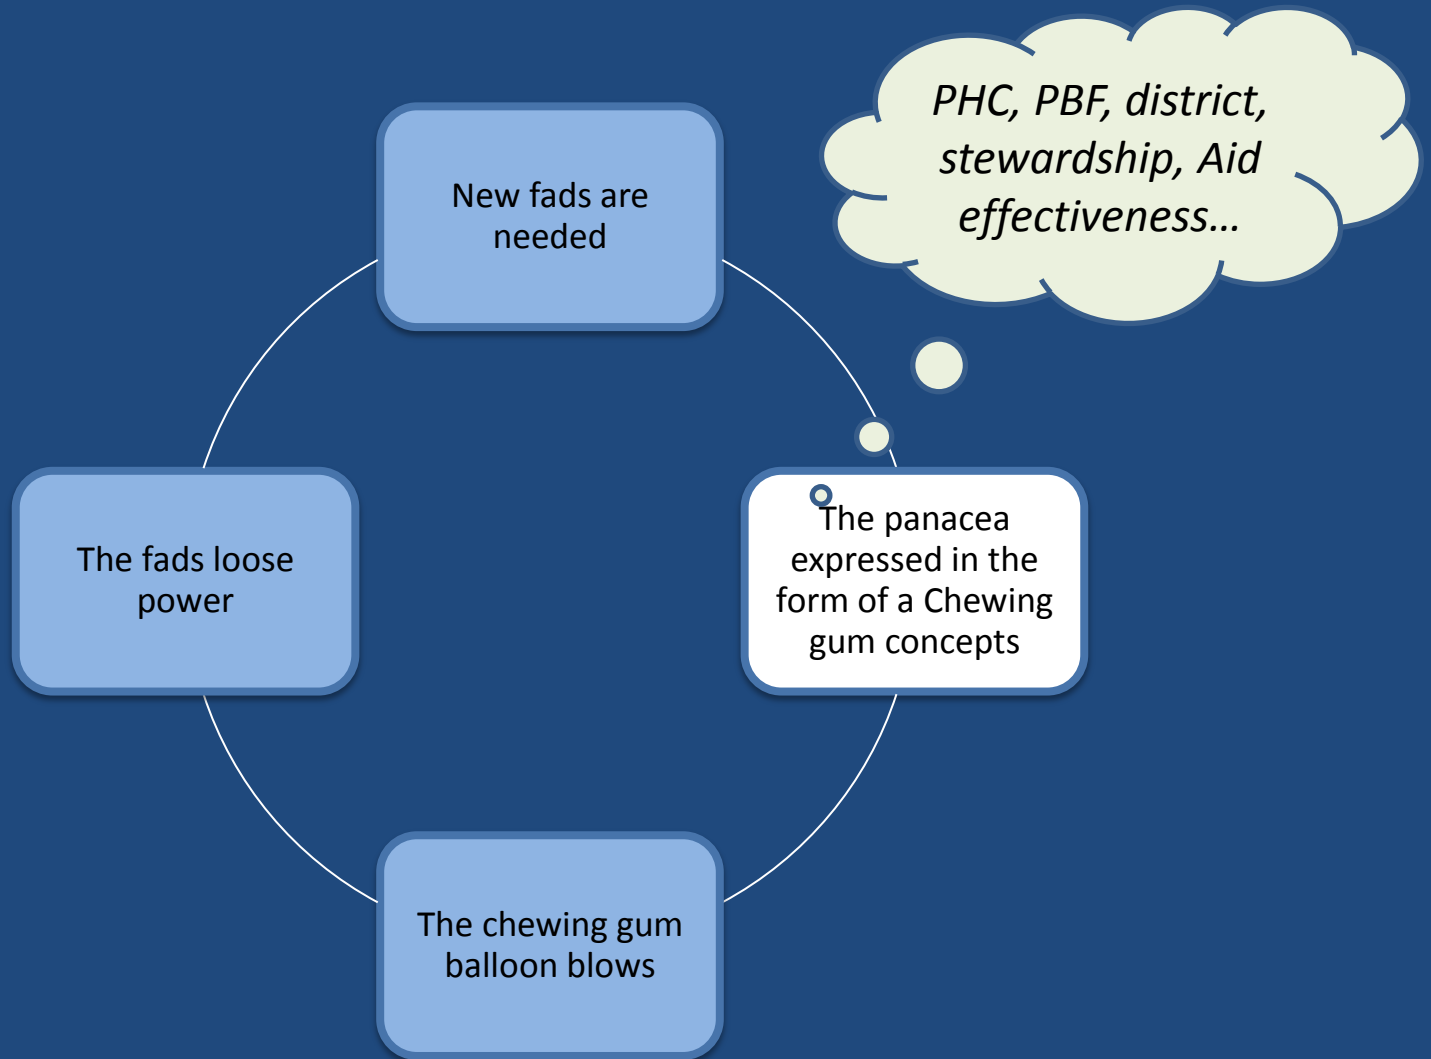 PHC, PBF, district,
stewardship, Aid
effectiveness…
New fads are
needed
The panacea
expressed in the
form of a Chewing
gum concepts
The fads loose
power
The chewing gum
balloon blows